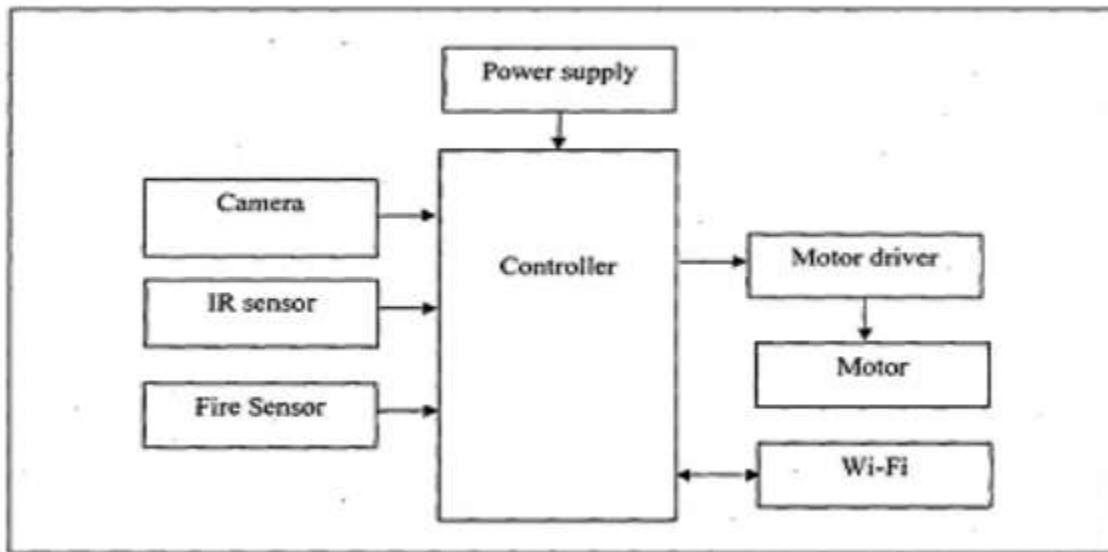 Power supply
Camera
Controller
Motor driver
IR sensor
Motor
Fire Sensor
Wi-Fi